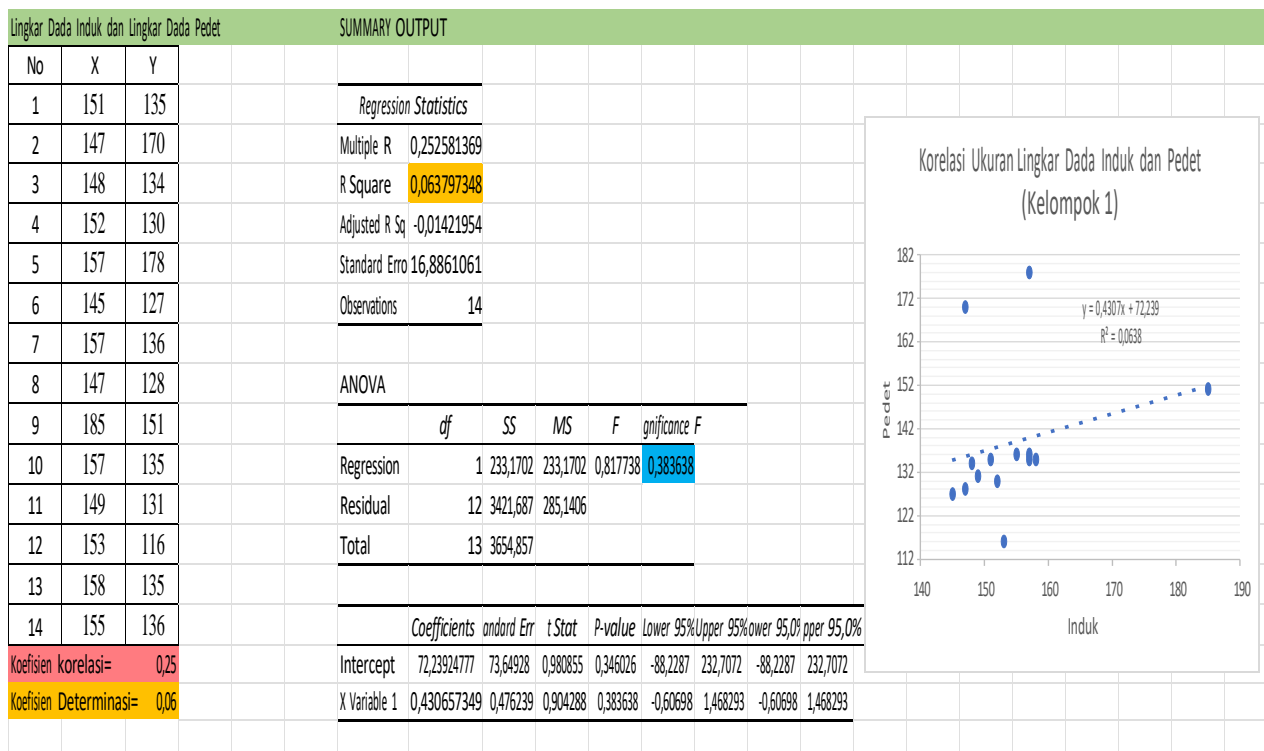 Lingkar Dada Induk dan Lingkar Dada Pedet SUMMARY OUTPUT
No X Y
1 151 135
2 147 170
3 148 134
4 152 130
5 157 178
6 145 127
7 157 136
8 147 128
9 185 151
10 157 135
11 149 131
12 153 116
13 158 135
14 155 136
Koefisien korelasi= 0,25
Koefisien Determinasi= 0,06
Regression Statistics
Multiple R 0,252581369
R Square 0,063797348
Adjusted R Sq -0,01421954
Standard Erro 16,8861061
Observations 14
ANOVA
df SS MS F gnificance F
Regression 1 233,1702 233,1702 0,817738 0,383638
Residual 12 3421,687 285,1406
Total 13 3654,857
Coefficients andard Err t Stat P-value Lower 95% Upper 95% ower 95,0% pper 95,0%
Intercept 72,23924777 73,64928 0,980855 0,346026 -88,2287 232,7072 -88,2287 232,7072
X Variable 1 0,430657349 0,476239 0,904288 0,383638 -0,60698 1,468293 -0,60698 1,468293
Korelasi Ukuran Lingkar Dada Induk dan Pedet
(Kelompok 1)
182
172
162
152
142
132
122
112
Pedet
y = 0,4307x + 72,239
R² = 0,0638
140 150 160 170 180 190
Induk